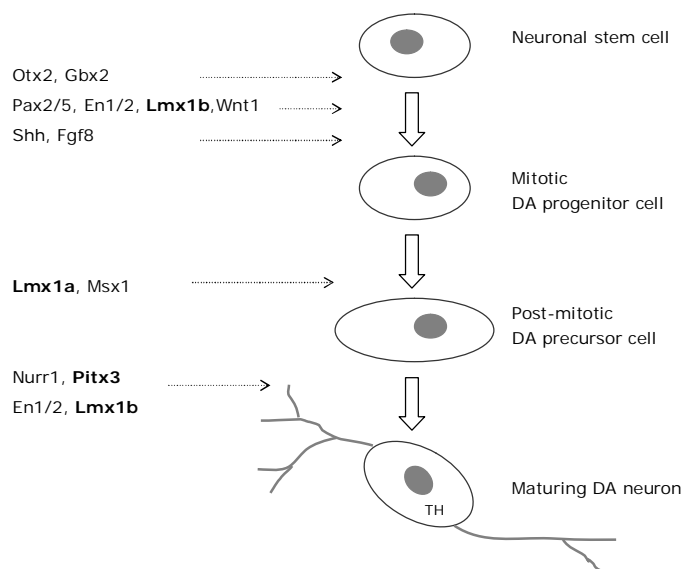 Neuronal stem cell
Otx2, Gbx2
Pax2/5, En1/2, Lmx1b,Wnt1
Shh, Fgf8
Mitotic
DA progenitor cell
Lmx1a, Msx1
Post-mitotic
DA precursor cell
Nurr1, Pitx3
En1/2, Lmx1b
Maturing DA neuron
TH